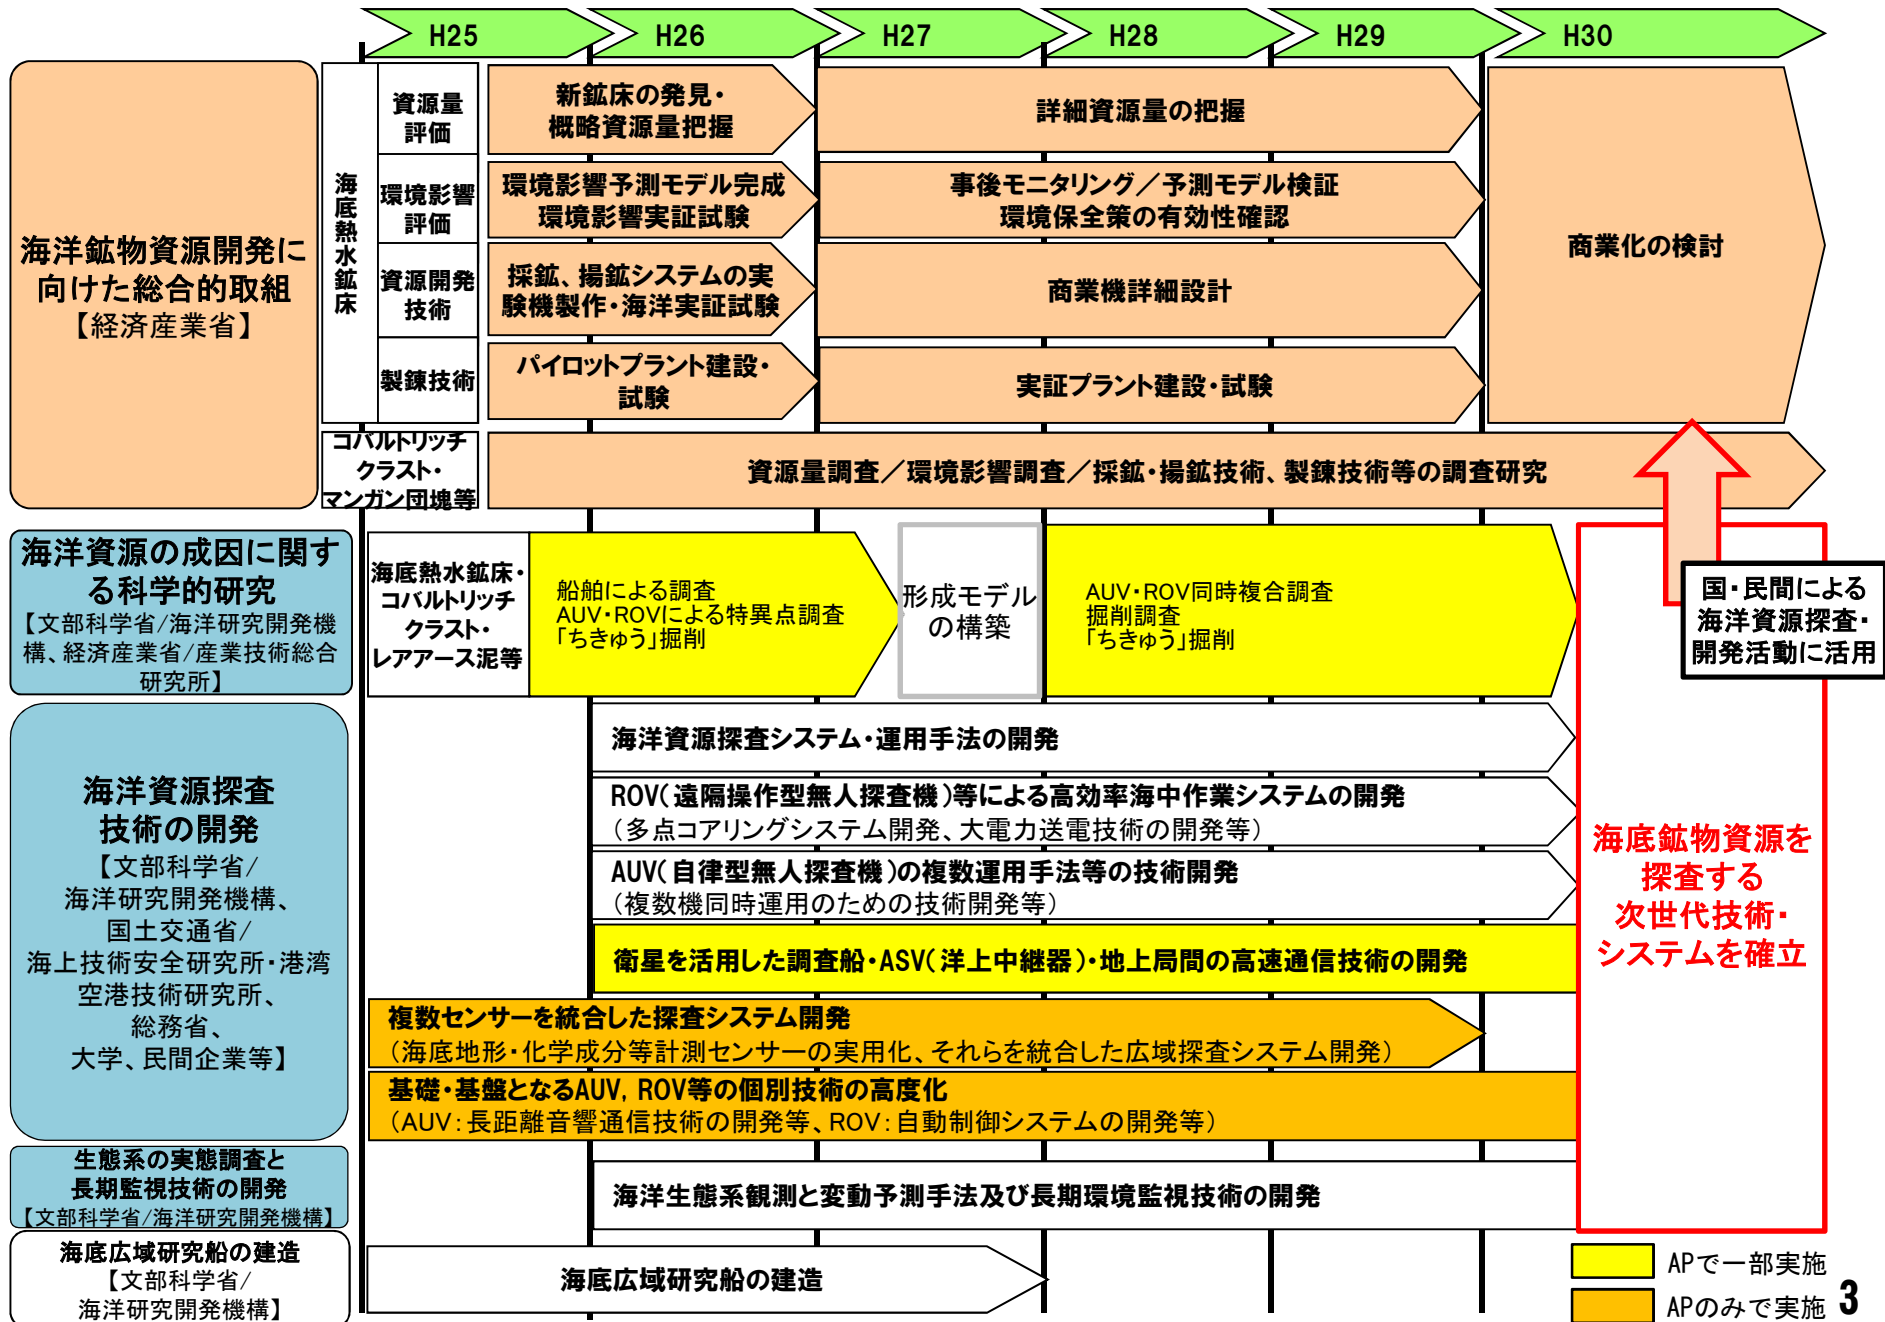 H25
H26
H27
H28
H29
H30
海洋鉱物資源開発に
向けた総合的取組
【経済産業省】
海底熱水鉱床
資源量
評価
新鉱床の発見・
概略資源量把握
詳細資源量の把握
環境影響
評価
環境影響予測モデル完成
環境影響実証試験
事後モニタリング／予測モデル検証
環境保全策の有効性確認
資源開発
技術
採鉱、揚鉱システムの実
験機製作・海洋実証試験
商業機詳細設計
製錬技術
パイロットプラント建設・
試験
実証プラント建設・試験
商業化の検討
コバルトリッチ
クラスト・
マンガン団塊等
資源量調査／環境影響調査／採鉱・揚鉱技術、製錬技術等の調査研究
海洋資源の成因に関す
る科学的研究
【文部科学省/海洋研究開発機
構、経済産業省/産業技術総合
研究所】
海底熱水鉱床・
コバルトリッチ
クラスト・
レアアース泥等
船舶による調査
AUV・ROVによる特異点調査
「ちきゅう」掘削
形成モデル
の構築
AUV・ROV同時複合調査
掘削調査
「ちきゅう」掘削
国・民間による
海洋資源探査・
開発活動に活用
海洋資源探査
技術の開発
【文部科学省/
海洋研究開発機構、
国土交通省/
海上技術安全研究所・港湾
空港技術研究所、
総務省、
大学、民間企業等】
海洋資源探査システム・運用手法の開発
ROV（遠隔操作型無人探査機）等による高効率海中作業システムの開発
（多点コアリングシステム開発、大電力送電技術の開発等）
AUV（自律型無人探査機）の複数運用手法等の技術開発
（複数機同時運用のための技術開発等）
衛星を活用した調査船・ASV（洋上中継器）・地上局間の高速通信技術の開発
複数センサーを統合した探査システム開発
（海底地形・化学成分等計測センサーの実用化、それらを統合した広域探査システム開発）
基礎・基盤となるAUV, ROV等の個別技術の高度化
（AUV：長距離音響通信技術の開発等、ROV：自動制御システムの開発等）
海底鉱物資源を
探査する
次世代技術・
システムを確立
生態系の実態調査と
長期監視技術の開発
【文部科学省/海洋研究開発機構】
海洋生態系観測と変動予測手法及び長期環境監視技術の開発
海底広域研究船の建造
【文部科学省/
海洋研究開発機構】
海底広域研究船の建造
APで一部実施
APのみで実施
3